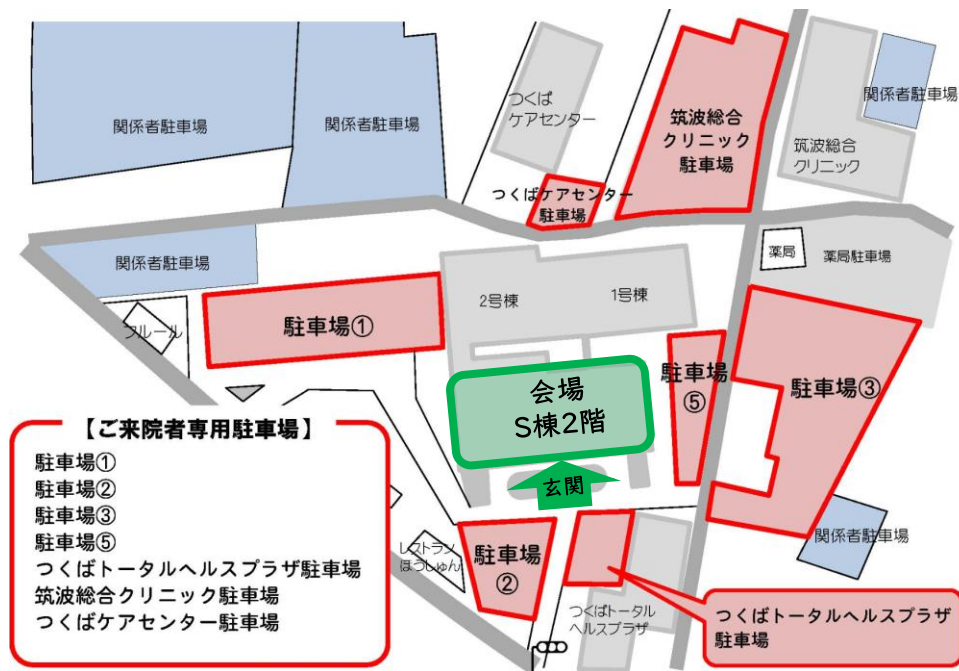 関係者駐車場
関係者駐車場
つくば
ケアセンター
筑波総合
クリニック
駐車場
関係者駐車場
筑波総合
クリニック
つくばケアセンター
駐車場
関係者駐車場
薬局
薬局駐車場
2号棟
1号棟
フルール
駐車場①
駐車場
⑤
駐車場③
会場
S棟2階
玄関
【ご来院者専用駐車場】
駐車場①
駐車場②
駐車場③
駐車場⑤
つくばトータルヘルスプラザ駐車場
筑波総合クリニック駐車場
つくばケアセンター駐車場
レストラン
ほうしゅん
駐車場
②
関係者駐車場
つくばトータル
ヘルスプラザ
つくばトータルヘルスプラザ
駐車場